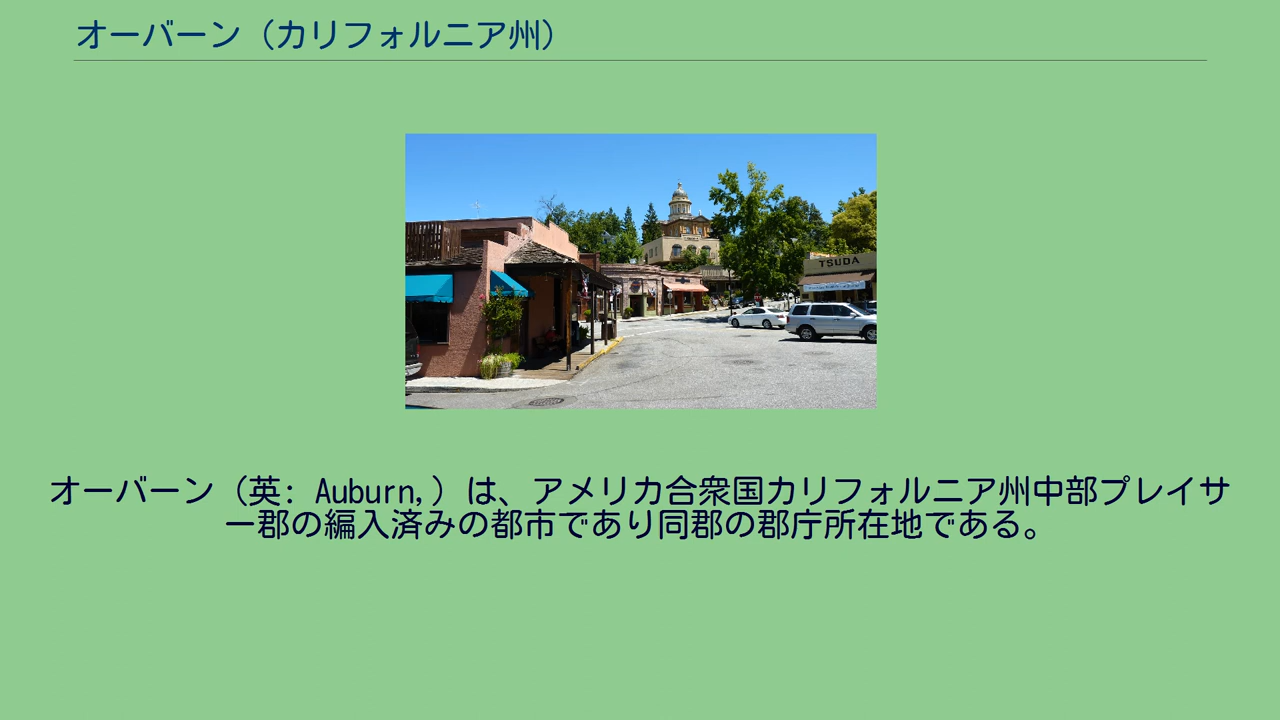 オーバーン（カリフォルニア州）
TSUDA
オーバーン（英: Auburn,）は、アメリカ合衆国カリフォルニア州中部プレイサ
ー郡の編入済みの都市であり同郡の郡庁所在地である。